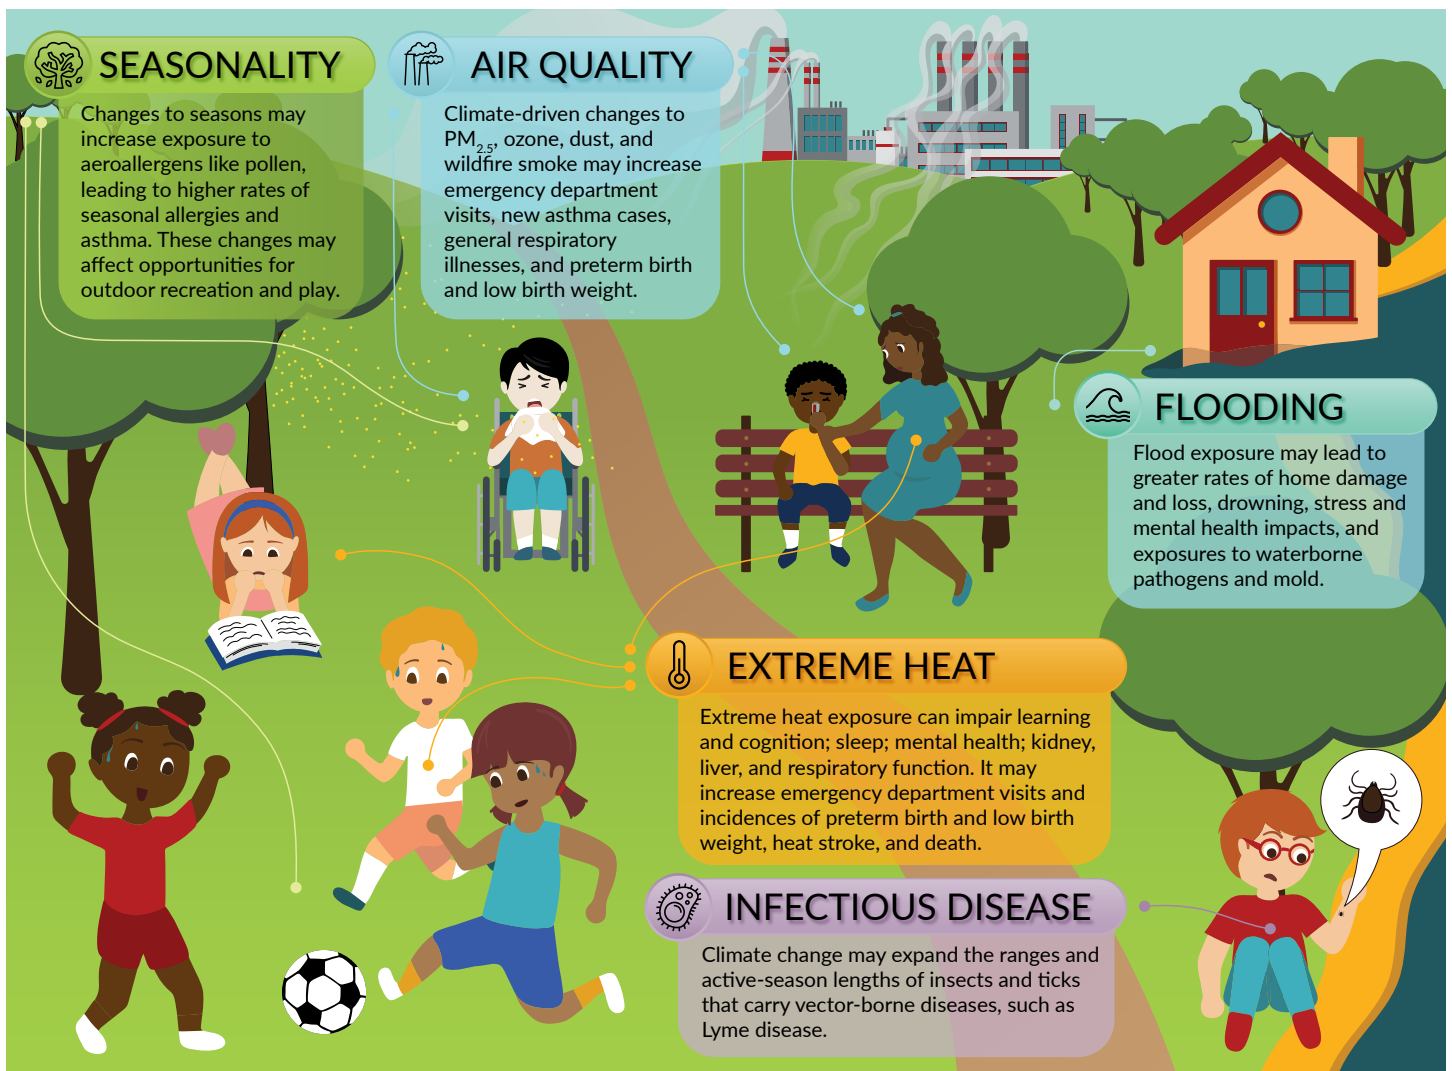 SEASONALITY
Changes to seasons may
increase exposure to
aeroallergens like pollen,
leading to higher rates of
seasonal allergies and
asthma. These changes may
affect opportunities for
outdoor recreation and play.
AIR QUALITY
Climate-driven changes to
PM2.5, ozone, dust, and
wildfire smoke may increase
emergency department
visits, new asthma cases,
general respiratory
illnesses, and preterm birth
and low birth weight.
FLOODING
Flood exposure may lead to
greater rates of home damage
and loss, drowning, stress and
mental health impacts, and
exposures to waterborne
pathogens and mold.
EXTREME HEAT
Extreme heat exposure can impair learning
and cognition; sleep; mental health; kidney,
liver, and respiratory function. It may
increase emergency department visits and
incidences of preterm birth and low birth
weight, heat stroke, and death.
INFECTIOUS DISEASE
Climate change may expand the ranges and
active-season lengths of insects and ticks
that carry vector-borne diseases, such as
Lyme disease.